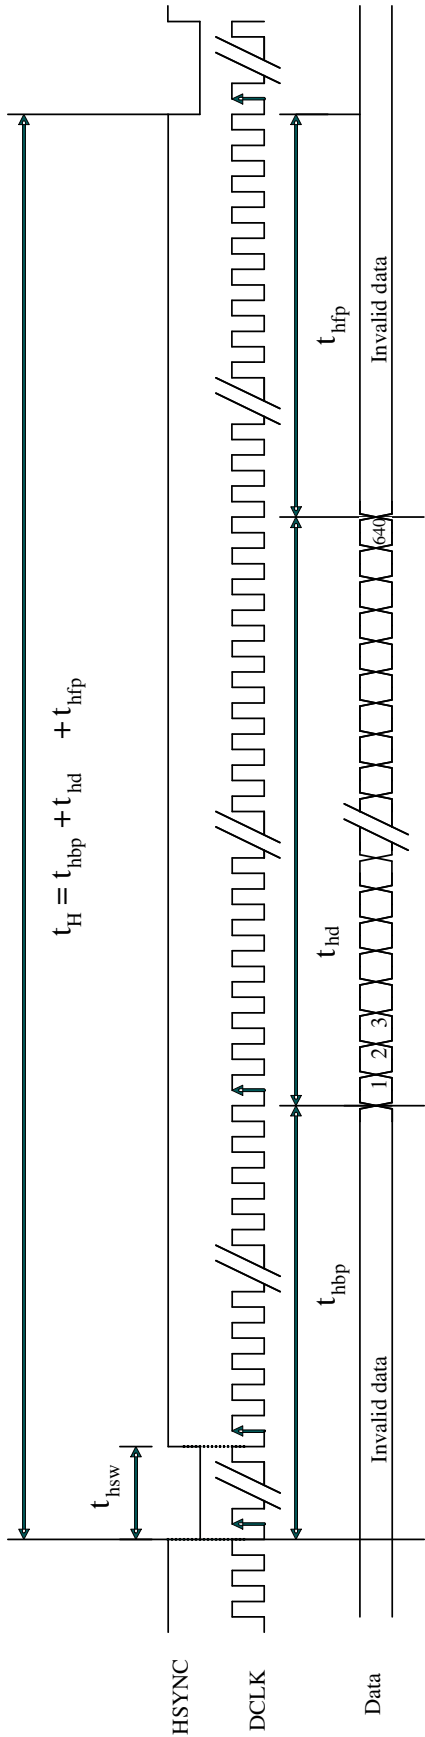 t_H = t_hbp + t_hd + t_hfp
t_hsw
HSYNC
DCLK
t_hbp
t_hd
t_hfp
Data
Invalid data
1 2 3
640
Invalid data